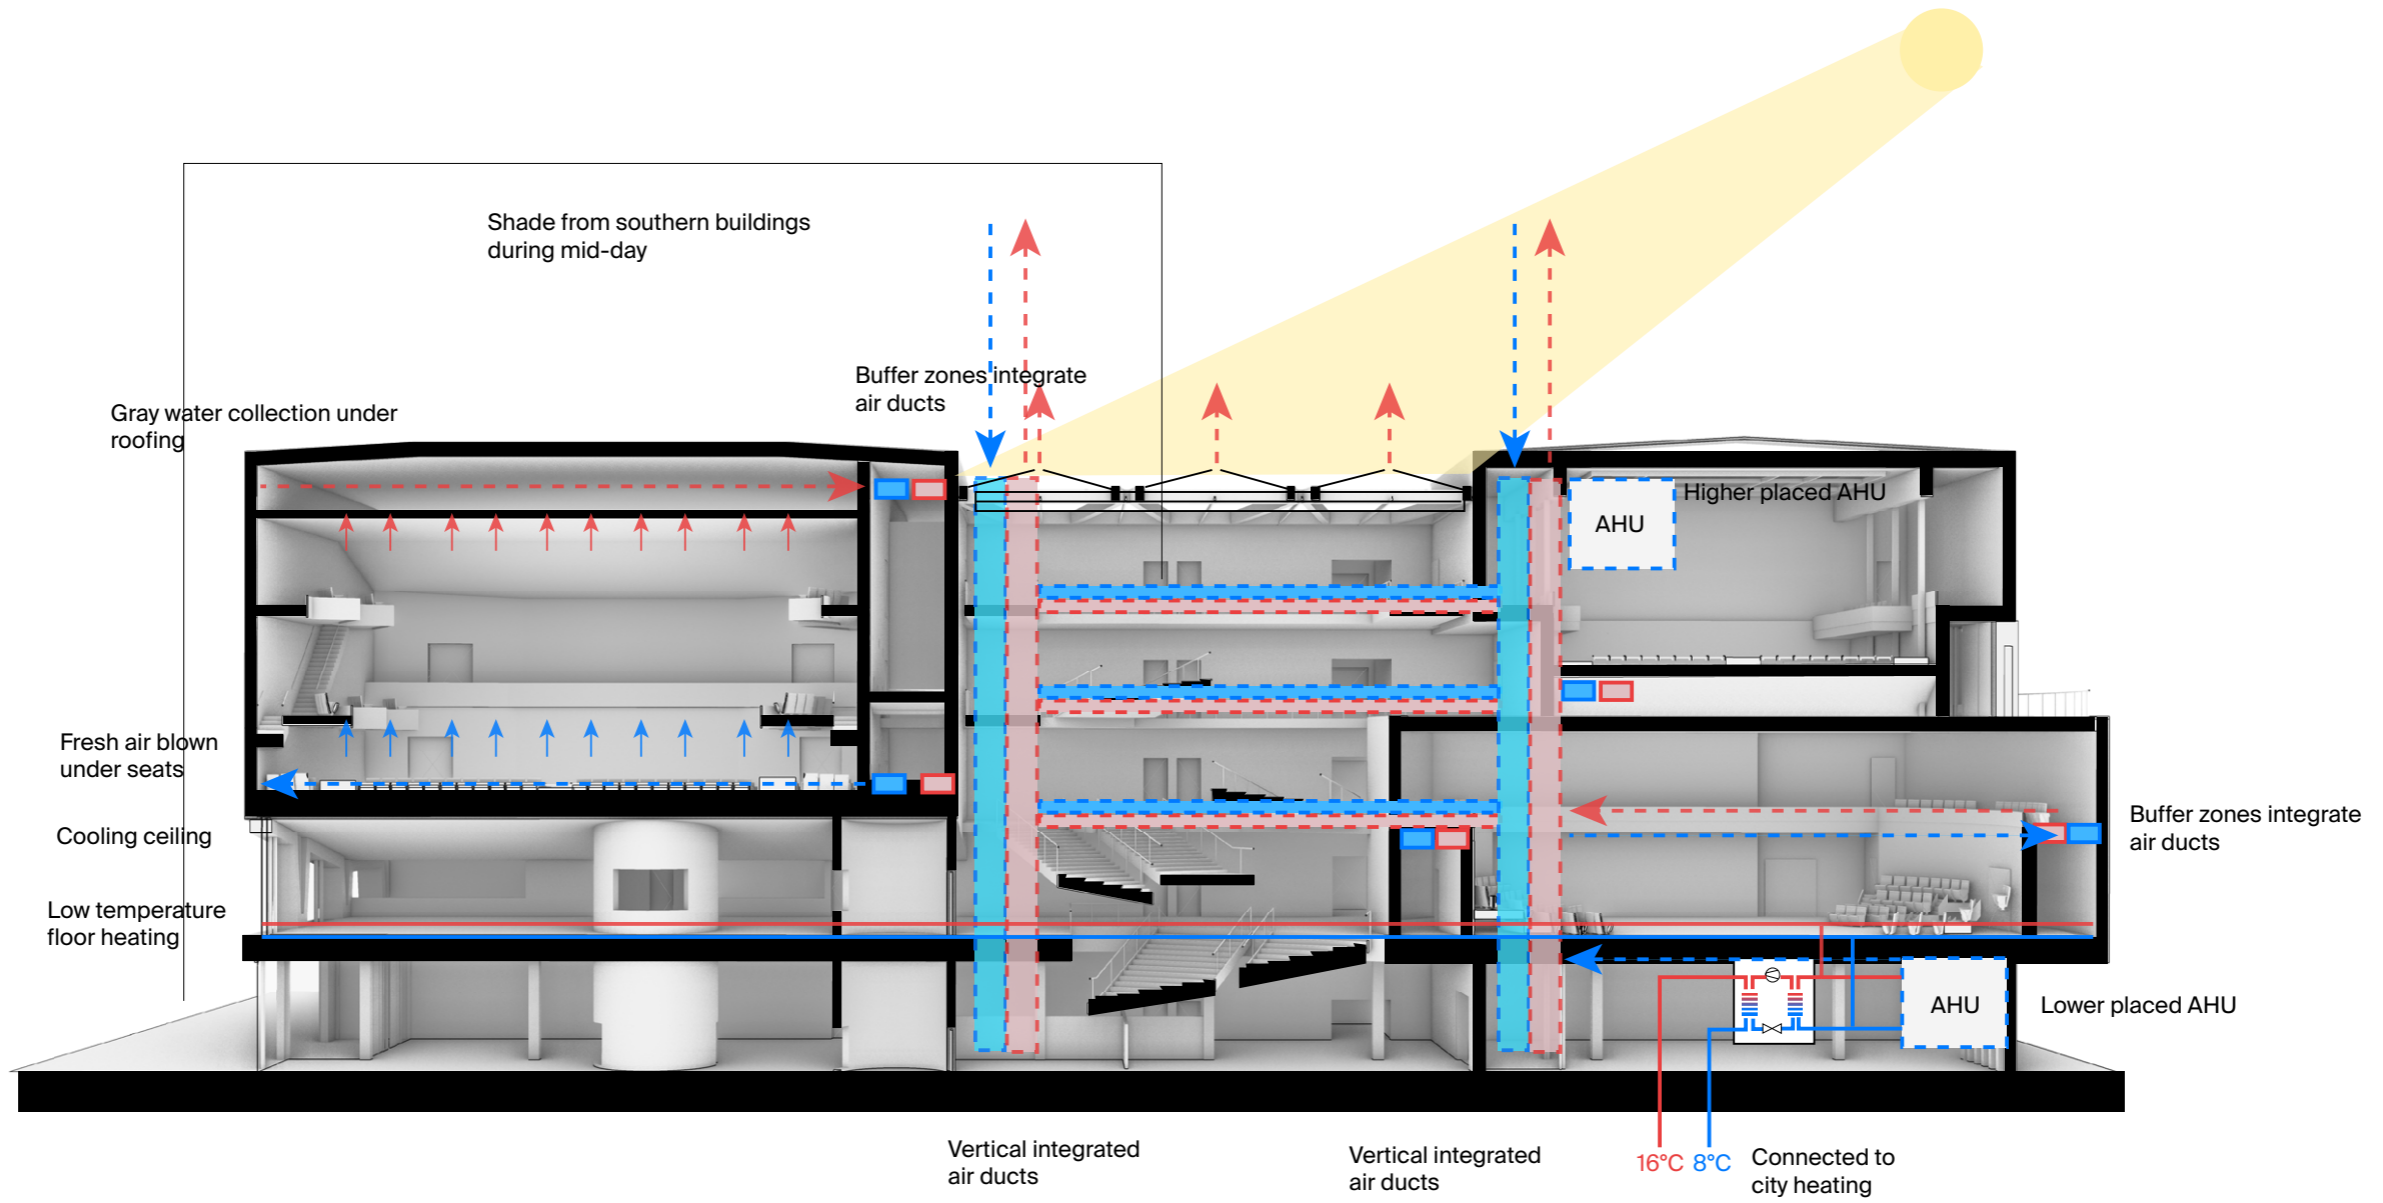 Shade from southern buildings
during mid-day
Buffer zones integrate
air ducts
Gray water collection under
roofing
Higher placed AHU
AHU
Fresh air blown
under seats
Buffer zones integrate
air ducts
Cooling ceiling
Low temperature
floor heating
AHU
Lower placed AHU
Vertical integrated
air ducts
Vertical integrated
air ducts
16°C 8°C
Connected to
city heating